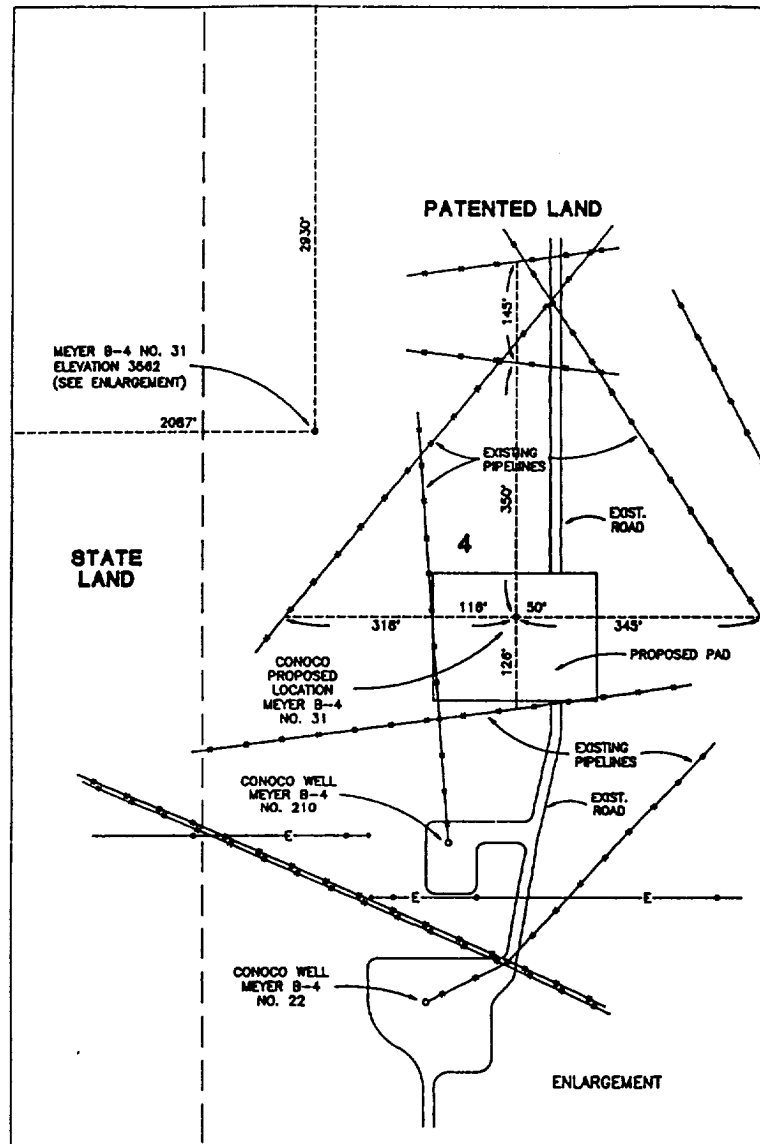 PATENTED LAND
2930'
145'
MEYER B-4 NO. 31
ELEVATION 3662
(SEE ENLARGEMENT)
2067'
EXISTING
PIPELINES
350'
EXIST.
ROAD
STATE
LAND
4
318'
118'
50'
345'
CONOCO
PROPOSED
LOCATION
MEYER B-4
NO. 31
126'
PROPOSED PAD
EXISTING
PIPELINES
CONOCO WELL
MEYER B-4
NO. 210
EXIST.
ROAD
E
E
E
CONOCO WELL
MEYER B-4
NO. 22
ENLARGEMENT